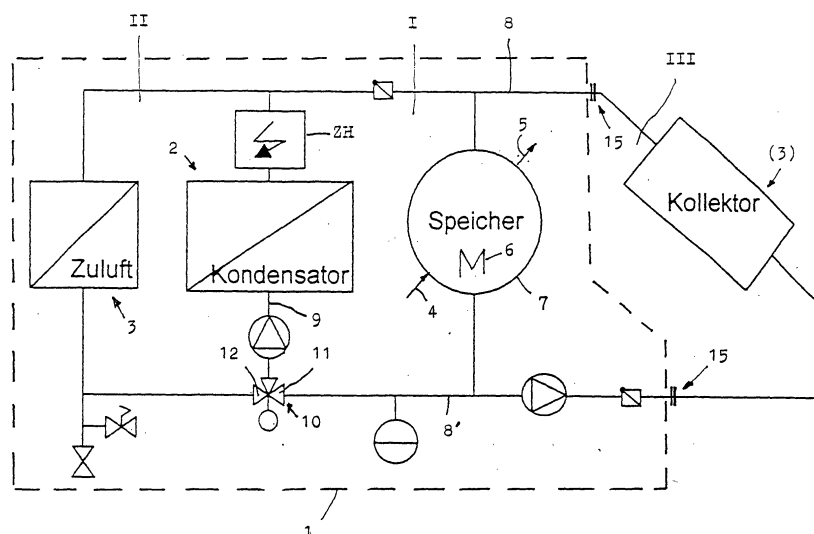 II
I
8
III
ZH
2
5
15
(3)
Speicher
Kollektor
6
Zuluft
Kondensator
3
9
4
7
12
11
15
10
8'
1